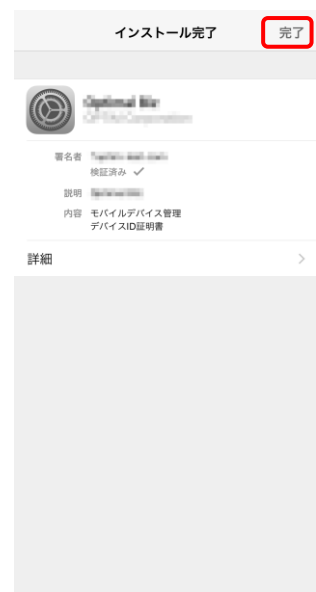 インストール完了
完了
署名者
検証済み ✓
説明
内容 モバイルデバイス管理
デバイスID証明書
詳細